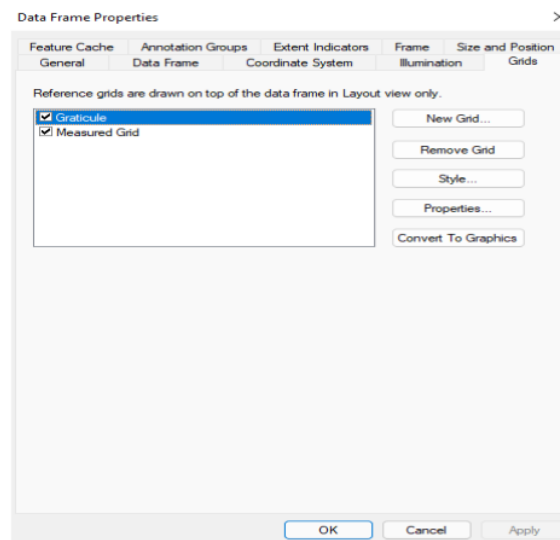 Data Frame Properties
Feature Cache Annotation Groups Extent Indicators Frame Size and Position
General Data Frame Coordinate System Illumination Grids
Reference grids are drawn on top of the data frame in Layout view only.
Graticule
Measured Grid
New Grid...
Remove Grid
Style...
Properties...
Convert To Graphics
OK Cancel Apply